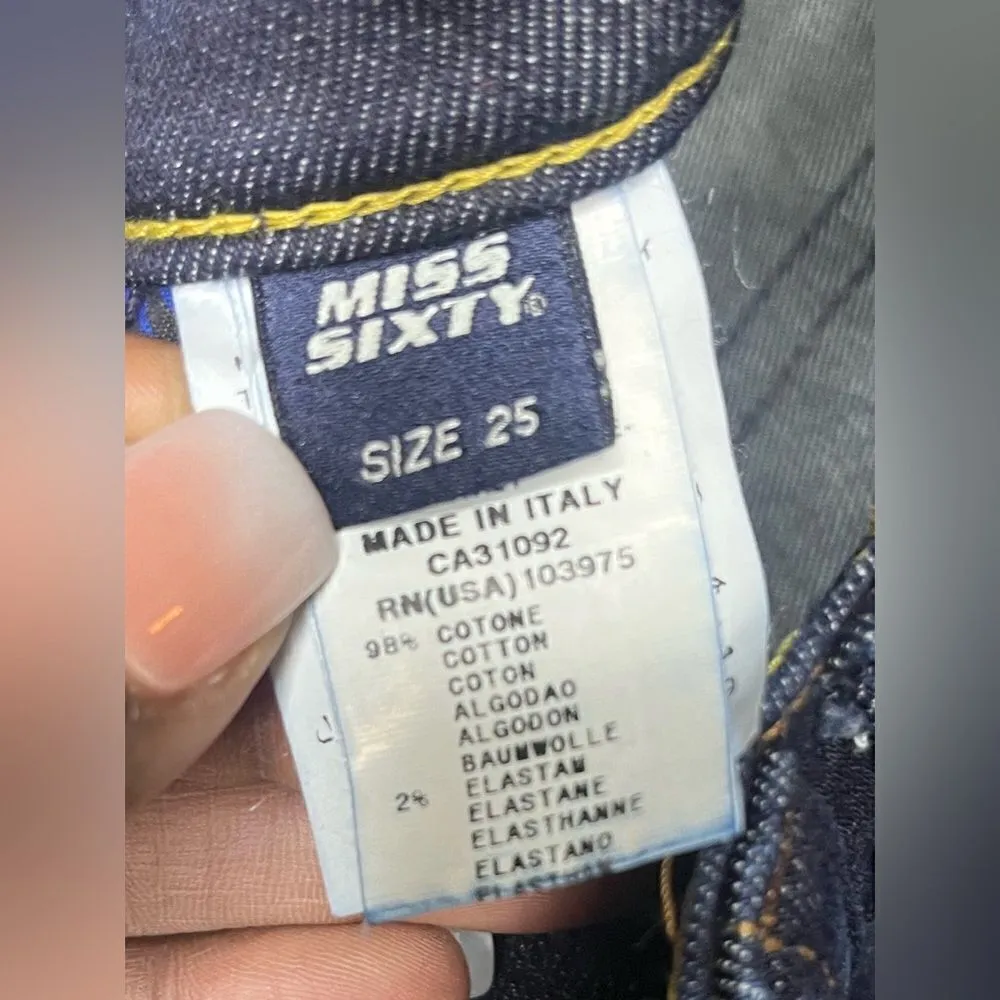 MISS
SIXTY®
SIZE 25
MADE IN ITALY
CA31092
RN(USA)103975
98% COTONE
COTTON
COTON
ALGODAO
ALGODON
BAUMWOLLE
2% ELASTAM
ELASTANE
ELASTHANNE
ELASTANO